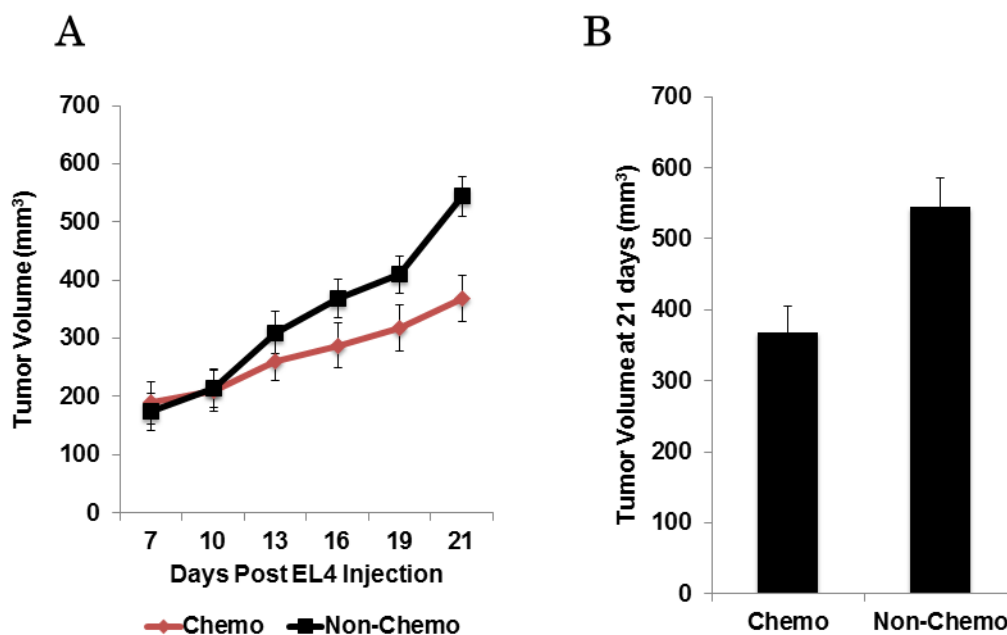 A
Tumor Volume (mm³)
700
600
500
400
300
200
100
0
7 10 13 16 19 21
Days Post EL4 Injection
Chemo Non-Chemo
B
Tumor Volume at 21 days (mm³)
700
600
500
400
300
200
100
0
Chemo Non-Chemo